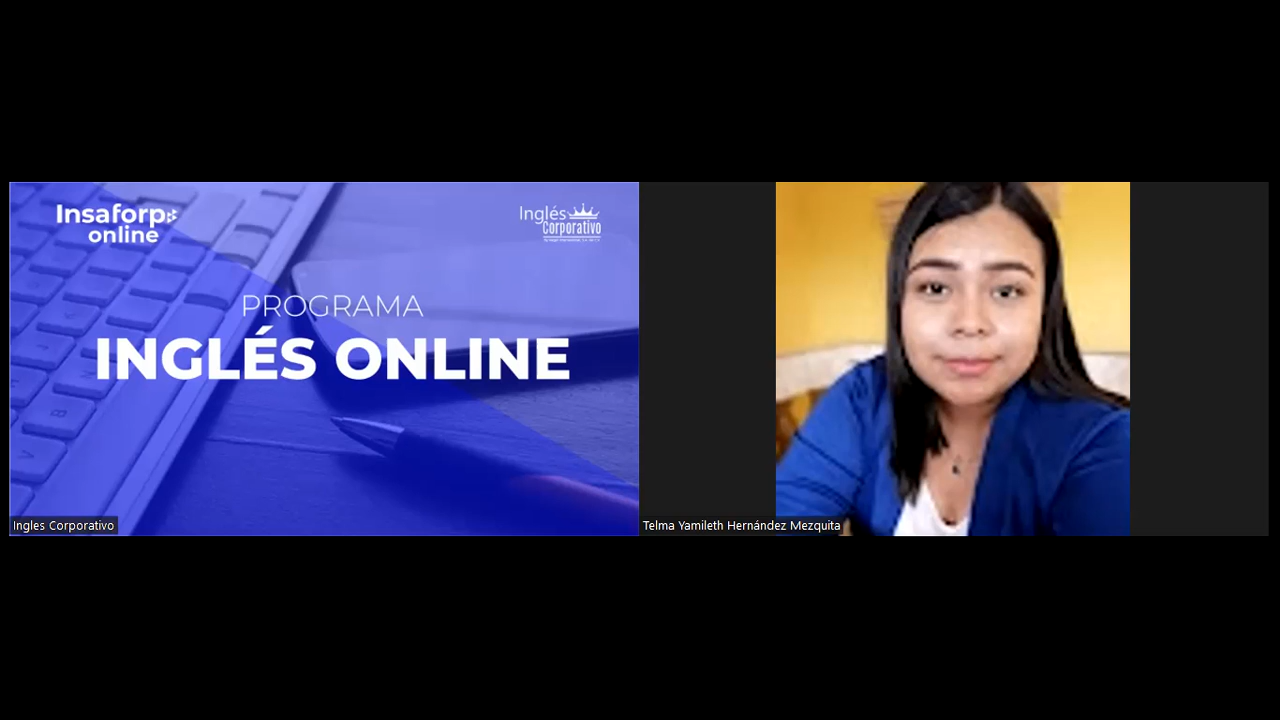 Insaforp
online
Inglés
Corporativo
PROGRAMA
INGLÉS ONLINE
Ingles Corporativo
Telma Yamileth Hernández Mezquita